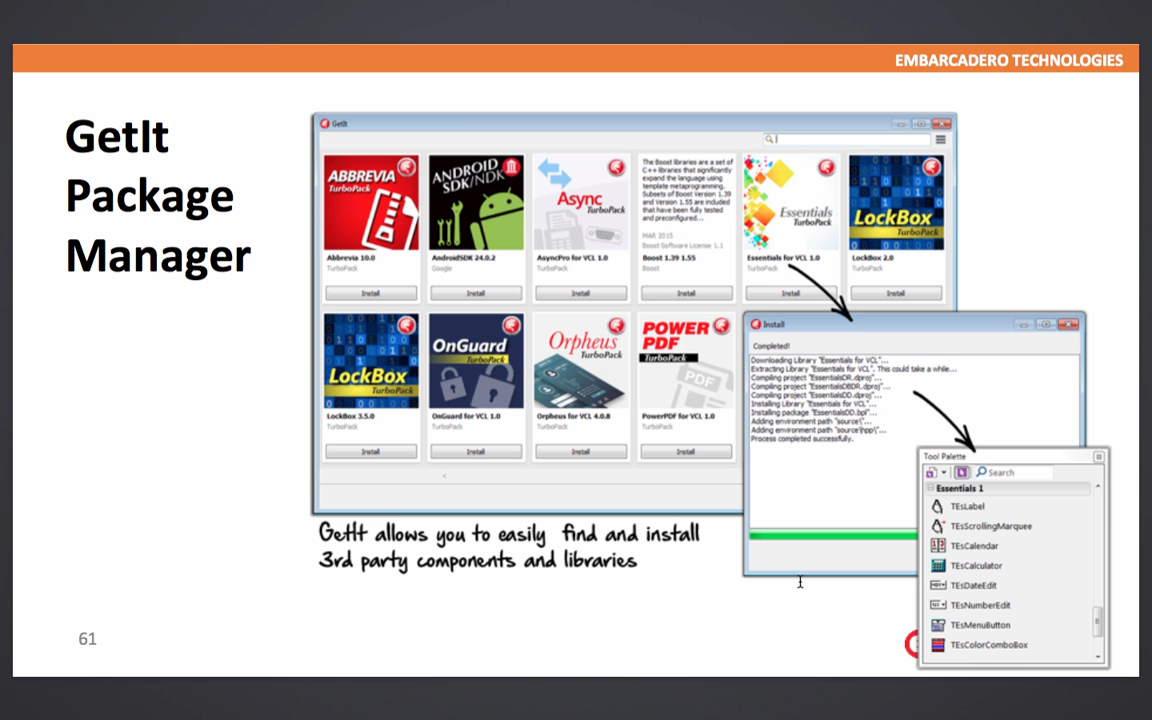 EMBARCADERO TECHNOLOGIES
GetIt
Package
Manager
GetIt
ABBREVIA
TurboPack
Abbrevia 10.0
TurboPack
Install
ANDROID
SDK/NDK
AndroidSDK 24.0.2
Google
Install
Async
TurboPack
AsyncPro for VCL 1.0
TurboPack
Install
The Boost libraries are a set of
C++ libraries that significantly
expand the language using
template metaprogramming.
Subsets of Boost Version 1.39
and Version 1.55 are included
that have been fully tested
and preconfigured...
MAR 2015
Boost Software License 1.1
Boost 1.39 1.55
Boost
Install
Essentials
TurboPack
Essentials for VCL 1.0
TurboPack
Install
LockBox
TurboPack
LockBox 2.0
TurboPack
Install
LockBox
TurboPack
LockBox 3.5.0
TurboPack
Install
OnGuard
TurboPack
OnGuard for VCL 1.0
TurboPack
Install
Orpheus
TurboPack
Orpheus for VCL 4.0.8
TurboPack
Install
POWER
PDF
TurboPack
PDF
PowerPDF for VCL 1.0
TurboPack
Install
Install
Completed!
Downloading Library "Essentials for VCL"...
Extracting Library "Essentials for VCL". This could take a while...
Compiling project "EssentialsDR.dproj"...
Compiling project "EssentialsDBDR.dproj"...
Compiling project "EssentialsDD.dproj"...
Installing Library "Essentials for VCL"...
Installing package "EssentialsDD.bpl"...
Adding environment path "source\"...
Adding environment path "source\hpp\"...
Process completed successfully.
Tool Palette
Search
Essentials 1
TEsLabel
TEsScrollingMarquee
TEsCalendar
TEsCalculator
TEsDateEdit
TEsNumberEdit
TEsMenuButton
TEsColorComboBox
GetIt allows you to easily find and install
3rd party components and libraries
61